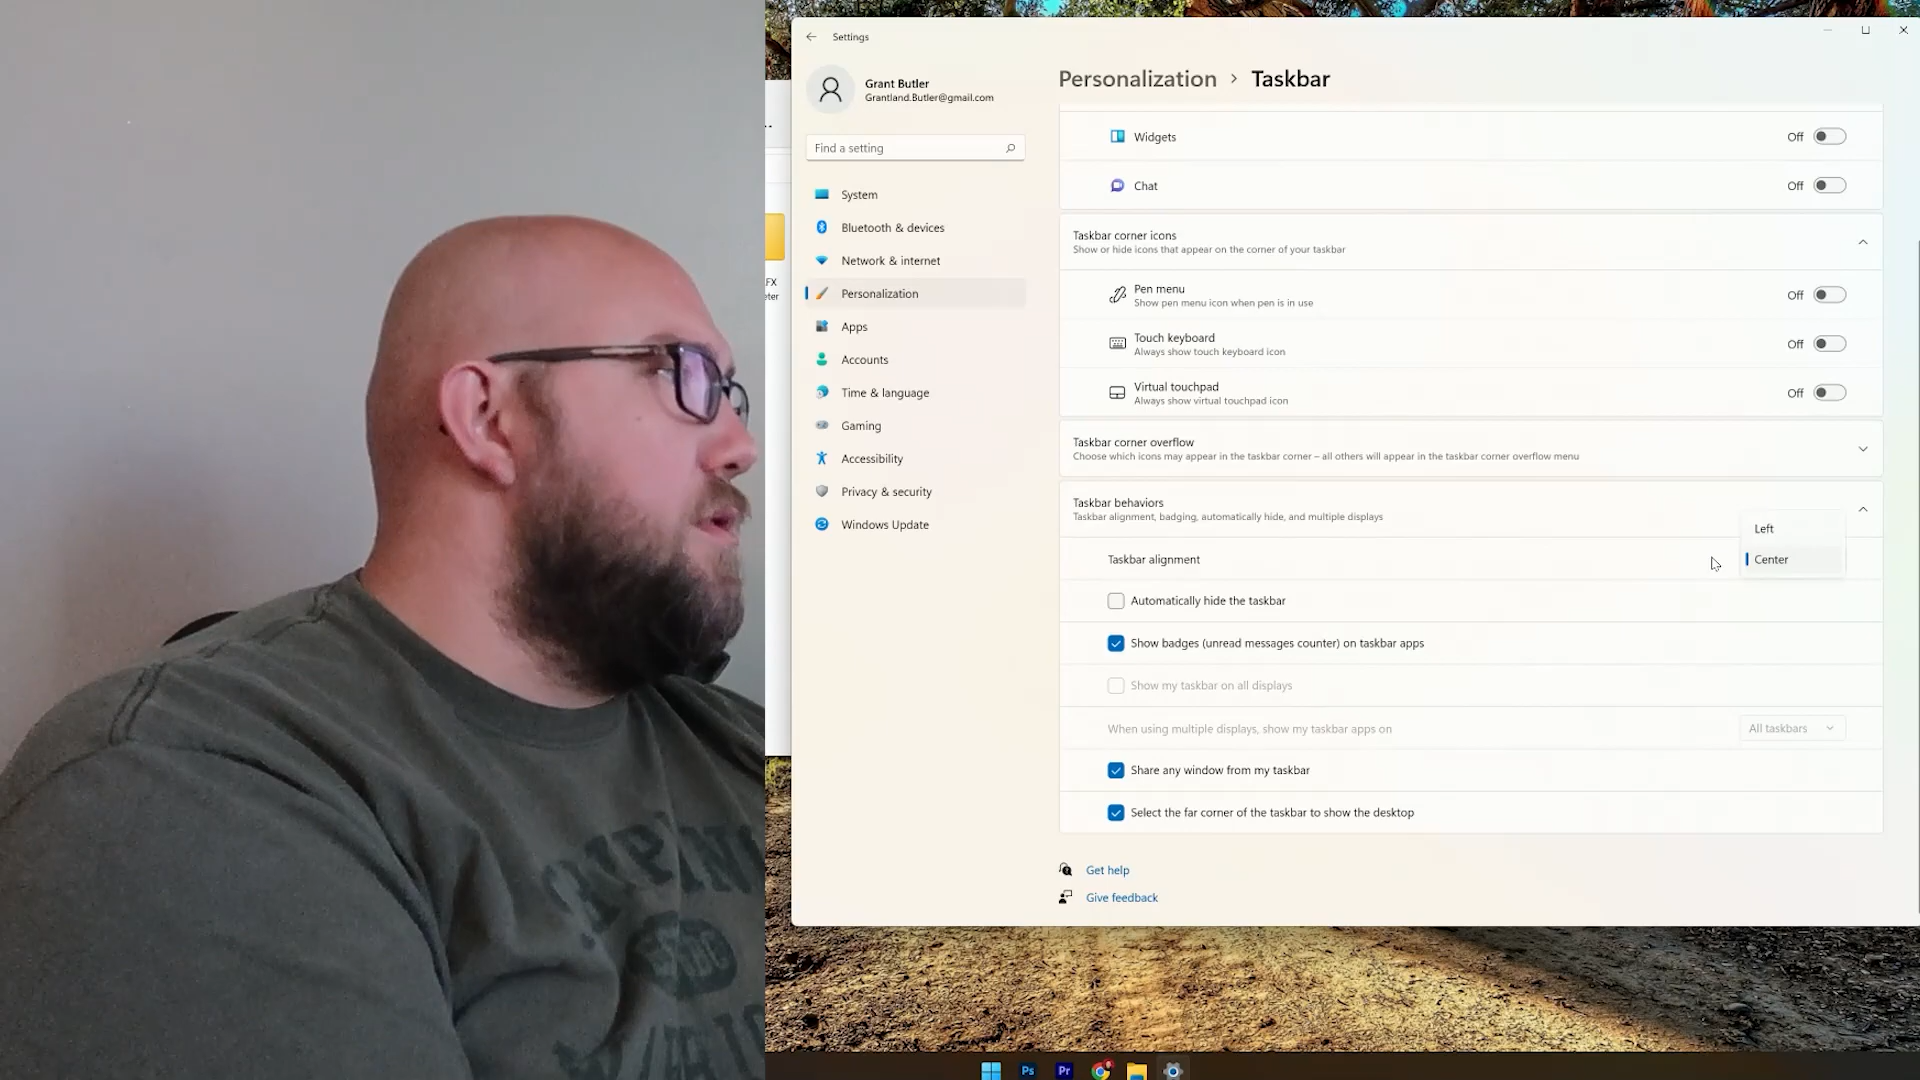 Settings
Grant Butler
Grantland.Butler@gmail.com
Find a setting
System
Bluetooth & devices
Network & internet
Personalization
Apps
Accounts
Time & language
Gaming
Accessibility
Privacy & security
Windows Update
Personalization > Taskbar
Widgets
Off
Chat
Off
Taskbar corner icons
Show or hide icons that appear on the corner of your taskbar
Pen menu
Show pen menu icon when pen is in use
Off
Touch keyboard
Always show touch keyboard icon
Off
Virtual touchpad
Always show virtual touchpad icon
Off
Taskbar corner overflow
Choose which icons may appear in the taskbar corner – all others will appear in the taskbar corner overflow menu
Taskbar behaviors
Taskbar alignment, badging, automatically hide, and multiple displays
Left
Taskbar alignment
Center
Automatically hide the taskbar
Show badges (unread messages counter) on taskbar apps
Show my taskbar on all displays
When using multiple displays, show my taskbar apps on
All taskbars
Share any window from my taskbar
Select the far corner of the taskbar to show the desktop
Get help
Give feedback
Ps
Pr